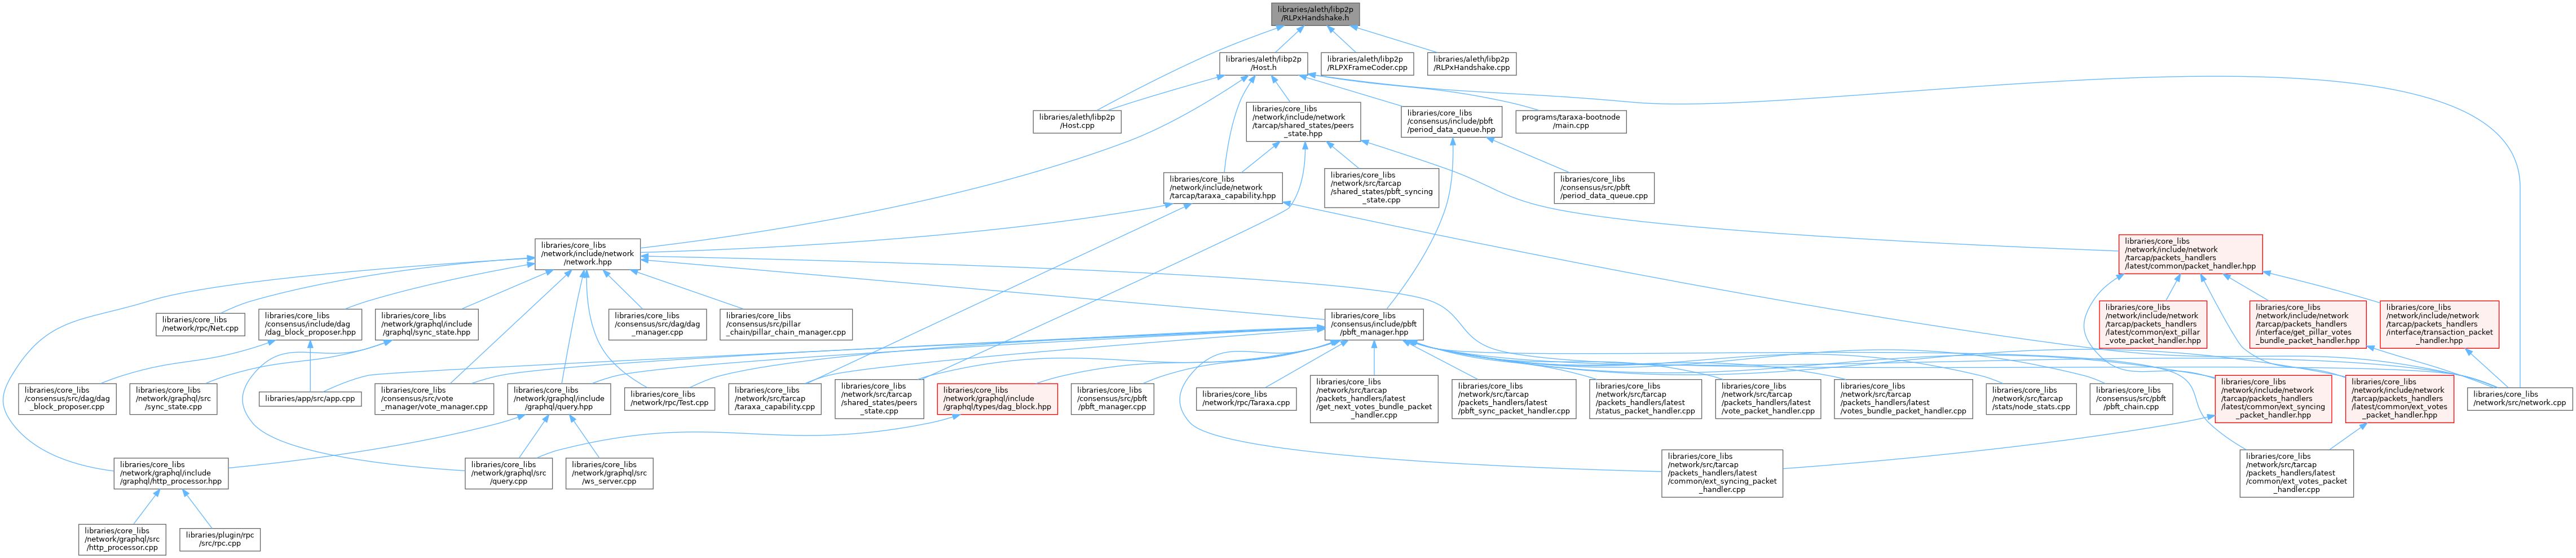 libraries/aleth/libp2p
/RLPxHandshake.h
libraries/aleth/libp2p
/Host.h
libraries/aleth/libp2p
/RLPXFrameCoder.cpp
libraries/aleth/libp2p
/RLPxHandshake.cpp
libraries/aleth/libp2p
/Host.cpp
libraries/core_libs
/network/include/network
/tarcap/shared_states/peers
_state.hpp
libraries/core_libs
/consensus/include/pbft
/period_data_queue.hpp
programs/taraxa-bootnode
/main.cpp
libraries/core_libs
/network/include/network
/tarcap/taraxa_capability.hpp
libraries/core_libs
/network/src/tarcap
/shared_states/pbft_syncing
_state.cpp
libraries/core_libs
/consensus/src/pbft
/period_data_queue.cpp
libraries/core_libs
/network/include/network
/network.hpp
libraries/core_libs
/network/include/network
/tarcap/packets_handlers
/latest/common/packet_handler.hpp
libraries/core_libs
/network/rpc/Net.cpp
libraries/core_libs
/consensus/include/dag
/dag_block_proposer.hpp
libraries/core_libs
/network/graphql/include
/graphql/sync_state.hpp
libraries/core_libs
/consensus/src/dag/dag
_manager.cpp
libraries/core_libs
/consensus/src/pillar
_chain/pillar_chain_manager.cpp
libraries/core_libs
/consensus/include/pbft
/pbft_manager.hpp
libraries/core_libs
/network/include/network
/tarcap/packets_handlers
/latest/common/ext_pillar
_vote_packet_handler.hpp
libraries/core_libs
/network/include/network
/tarcap/packets_handlers
/interface/get_pillar_votes
_bundle_packet_handler.hpp
libraries/core_libs
/network/include/network
/tarcap/packets_handlers
/interface/transaction_packet
_handler.hpp
libraries/core_libs
/consensus/src/dag/dag
_block_proposer.cpp
libraries/core_libs
/network/graphql/src
/sync_state.cpp
libraries/app/src/app.cpp
libraries/core_libs
/consensus/src/vote
_manager/vote_manager.cpp
libraries/core_libs
/network/graphql/include
/graphql/query.hpp
libraries/core_libs
/network/rpc/Test.cpp
libraries/core_libs
/network/src/tarcap
/taraxa_capability.cpp
libraries/core_libs
/network/src/tarcap
/shared_states/peers
_state.cpp
libraries/core_libs
/network/graphql/include
/graphql/types/dag_block.hpp
libraries/core_libs
/consensus/src/pbft
/pbft_manager.cpp
libraries/core_libs
/network/rpc/Taraxa.cpp
libraries/core_libs
/network/src/tarcap
/packets_handlers/latest
/get_next_votes_bundle_packet
_handler.cpp
libraries/core_libs
/network/src/tarcap
/packets_handlers/latest
/pbft_sync_packet_handler.cpp
libraries/core_libs
/network/src/tarcap
/packets_handlers/latest
/status_packet_handler.cpp
libraries/core_libs
/network/src/tarcap
/packets_handlers/latest
/vote_packet_handler.cpp
libraries/core_libs
/network/src/tarcap
/packets_handlers/latest
/votes_bundle_packet_handler.cpp
libraries/core_libs
/network/src/tarcap
/stats/node_stats.cpp
libraries/core_libs
/consensus/src/pbft
/pbft_chain.cpp
libraries/core_libs
/network/include/network
/tarcap/packets_handlers
/latest/common/ext_syncing
_packet_handler.hpp
libraries/core_libs
/network/include/network
/tarcap/packets_handlers
/latest/common/ext_votes
_packet_handler.hpp
libraries/core_libs
/network/src/network.cpp
libraries/core_libs
/network/graphql/include
/graphql/http_processor.hpp
libraries/core_libs
/network/graphql/src
/query.cpp
libraries/core_libs
/network/graphql/src
/ws_server.cpp
libraries/core_libs
/network/src/tarcap
/packets_handlers/latest
/common/ext_syncing_packet
_handler.cpp
libraries/core_libs
/network/src/tarcap
/packets_handlers/latest
/common/ext_votes_packet
_handler.cpp
libraries/core_libs
/network/graphql/src
/http_processor.cpp
libraries/plugin/rpc
/src/rpc.cpp